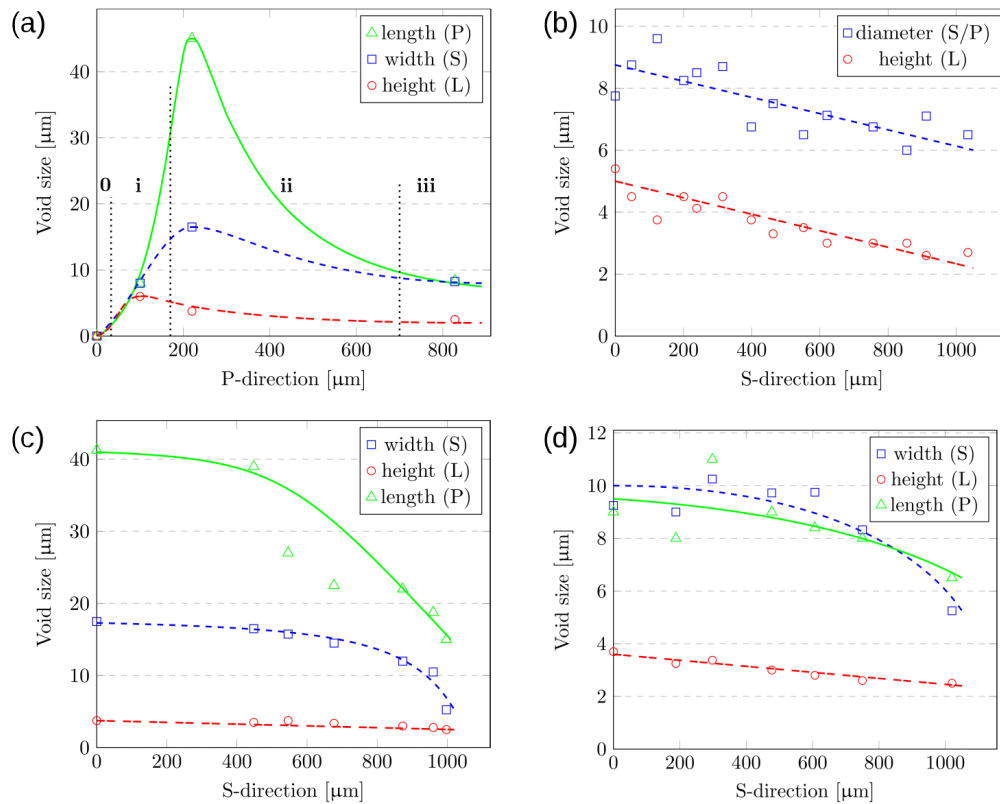 (a)
length (P)
width (S)
height (L)
0
i
ii
iii
40
30
20
10
0
0 200 400 600 800
Void size [µm]
P-direction [µm]
(b)
diameter (S/P)
height (L)
10
8
6
4
2
0
0 200 400 600 800 1000
Void size [µm]
S-direction [µm]
(c)
width (S)
height (L)
length (P)
40
30
20
10
0
0 200 400 600 800 1000
Void size [µm]
S-direction [µm]
(d)
width (S)
height (L)
length (P)
12
10
8
6
4
2
0
0 200 400 600 800 1000
Void size [µm]
S-direction [µm]